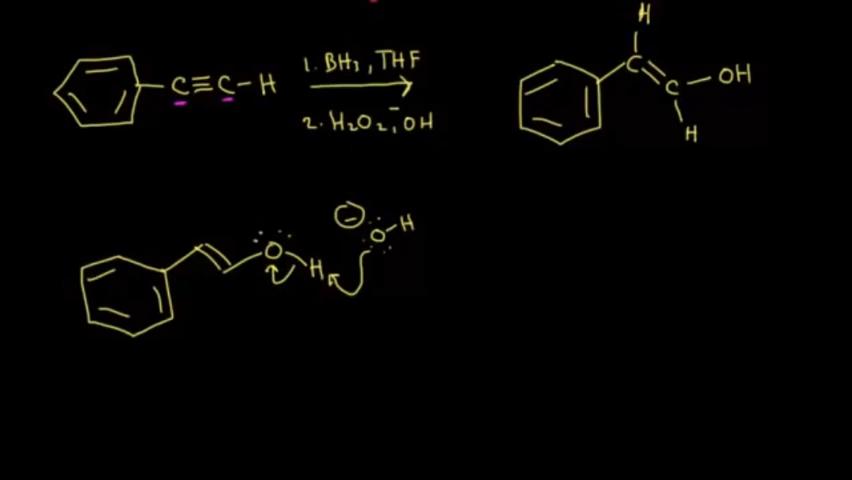 H
C≡C-H
1. BH₃, THF
2. H₂O₂, ⁻OH
C=C-OH
H
⊖
O-H
O
H